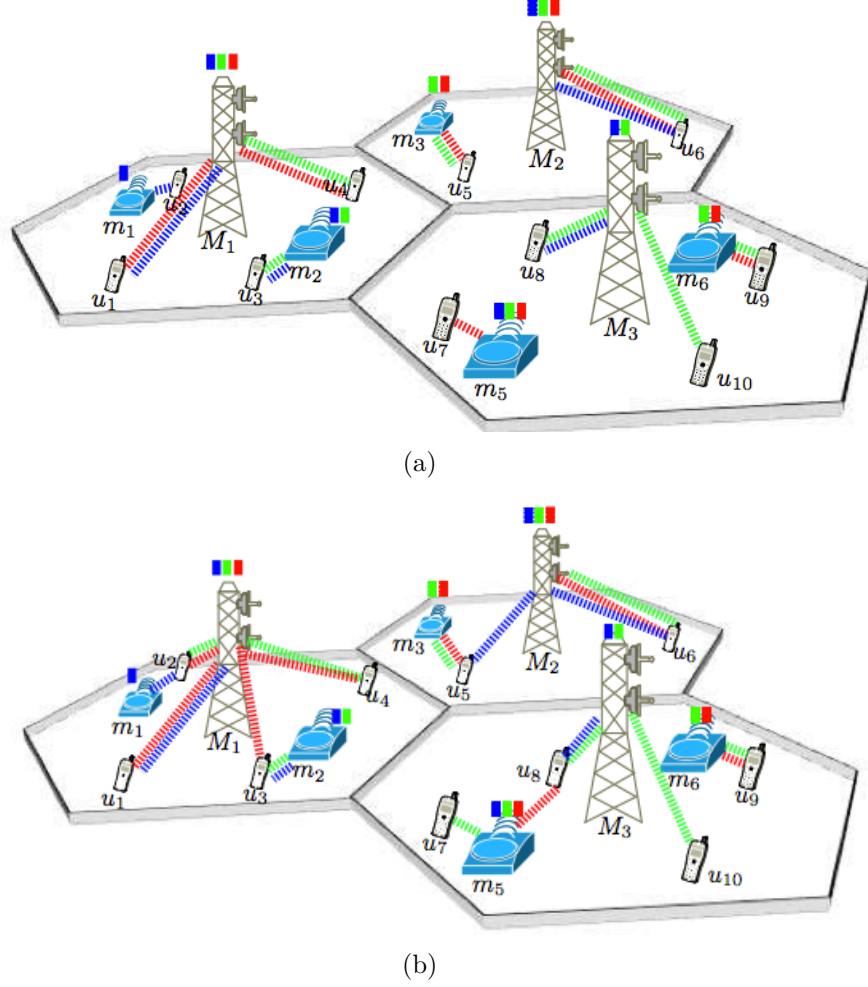 m₃
M₂
u₆
u₅
u₄
u₂
m₁
M₁
m₂
u₃
u₁
u₈
m₆
u₉
u₇
M₃
m₅
u₁₀
(a)
m₃
u₅
M₂
u₆
u₂
u₄
m₁
M₁
m₂
u₁
u₃
u₈
m₆
u₉
u₇
M₃
m₅
u₁₀
(b)